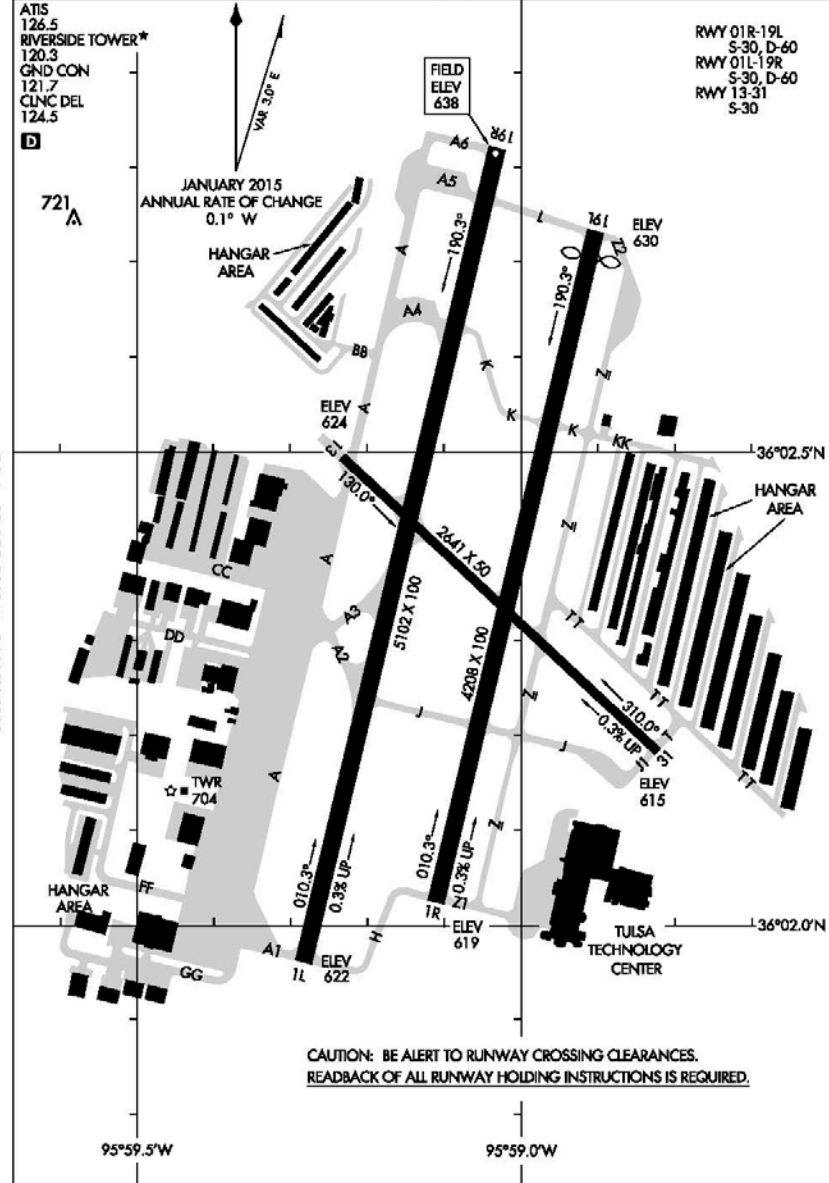 ATIS
126.5
RIVERSIDE TOWER*
120.3
GND CON
121.7
CLNC DEL
124.5
D
VAR 3.0° E
JANUARY 2015
ANNUAL RATE OF CHANGE
0.1° W
FIELD
ELEV
638
RWY 01R-19L
S-30, D-60
RWY 01L-19R
S-30, D-60
RWY 13-31
S-30
721
HANGAR
AREA
A6
19R
A5
L
19L
Z2
ELEV
630
A
190.3°
190.3°
A4
BB
K
Z
A
K
K
KK
ELEV
624
13
130.0°
36°02.5'N
HANGAR
AREA
2641 X 50
Z
CC
A
5102 X 100
4208 X 100
TT
A3
DD
A2
TT
J
Z
310.0°
0.3% UP
J
T
31
J1
TT
ELEV
615
A
TWR
704
Z
010.3°
0.3% UP
010.3°
0.3% UP
FF
HANGAR
AREA
Z1
1R
ELEV
619
H
36°02.0'N
TULSA
TECHNOLOGY
CENTER
A1
1L
ELEV
622
GG
CAUTION: BE ALERT TO RUNWAY CROSSING CLEARANCES.
READBACK OF ALL RUNWAY HOLDING INSTRUCTIONS IS REQUIRED.
95°59.5'W
95°59.0'W